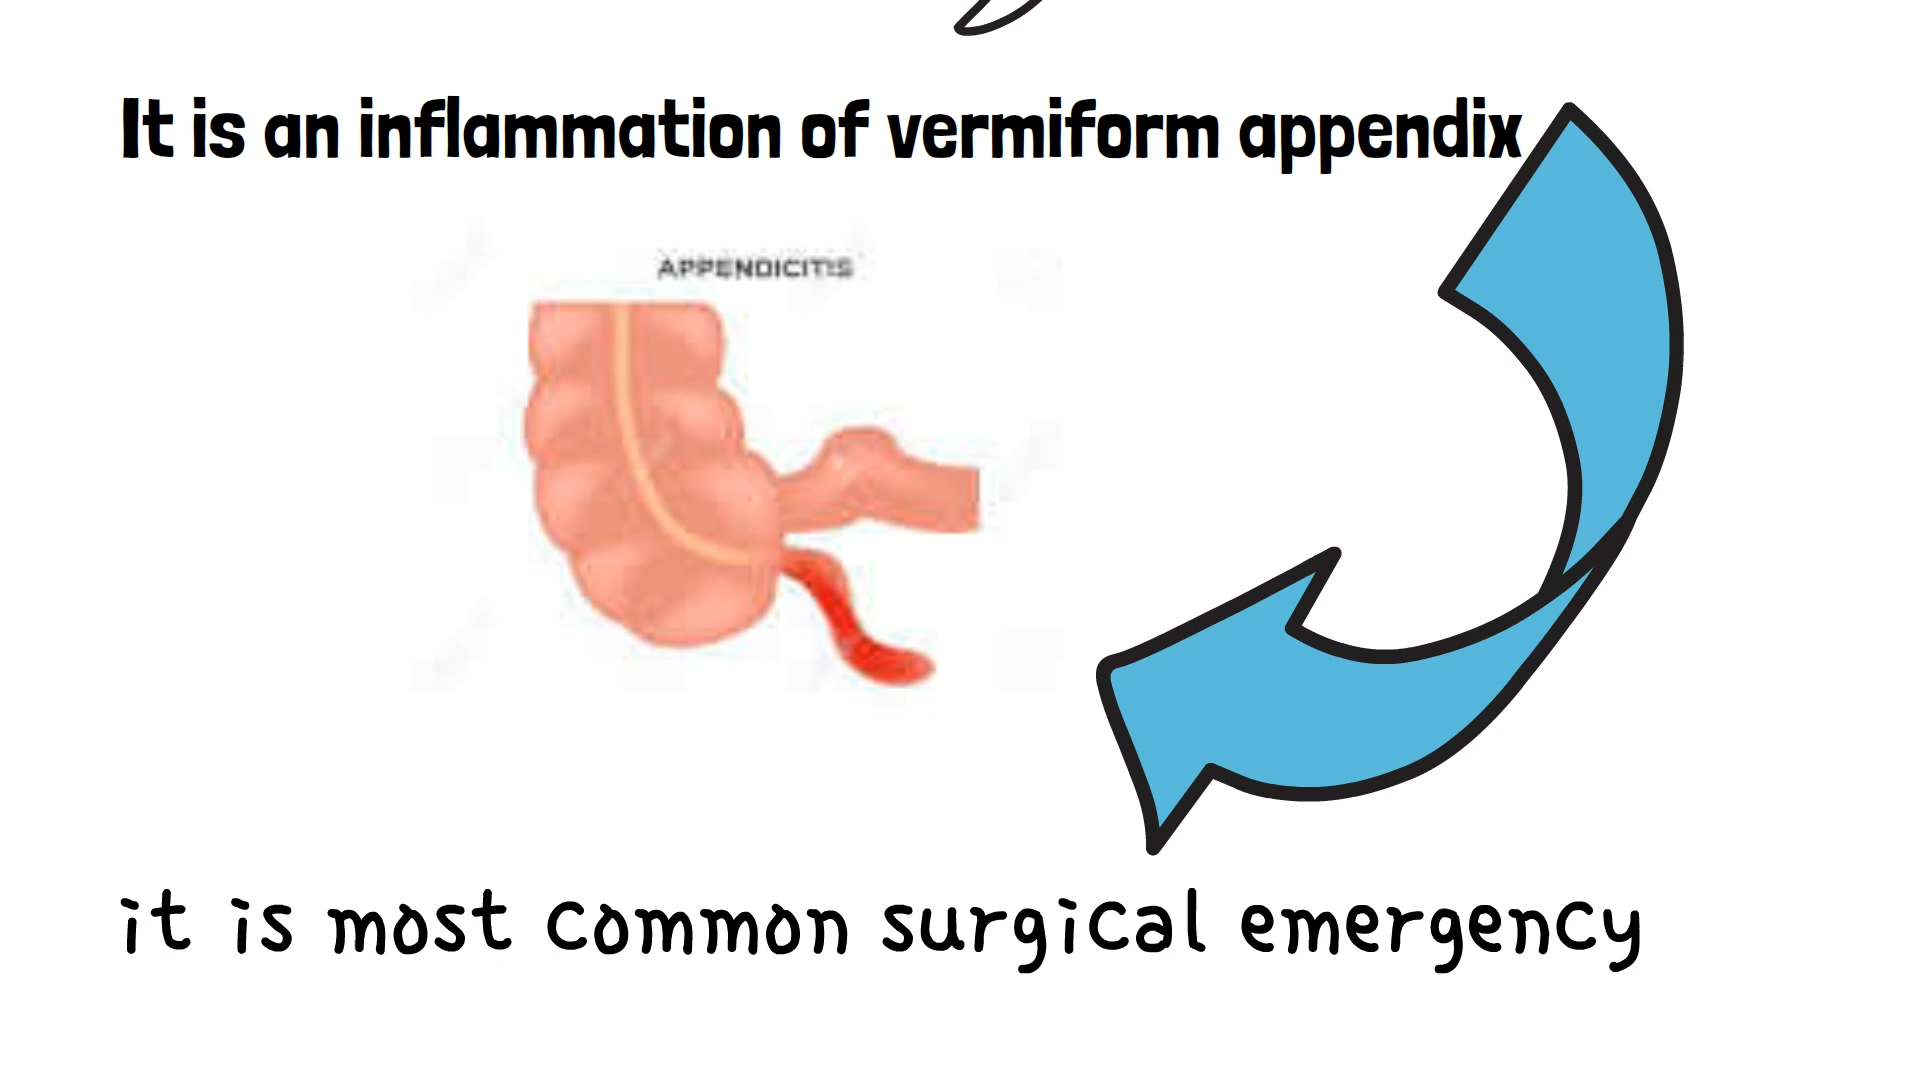 It is an inflammation of vermiform appendix
APPENDICITIS
it is most common surgical emergency